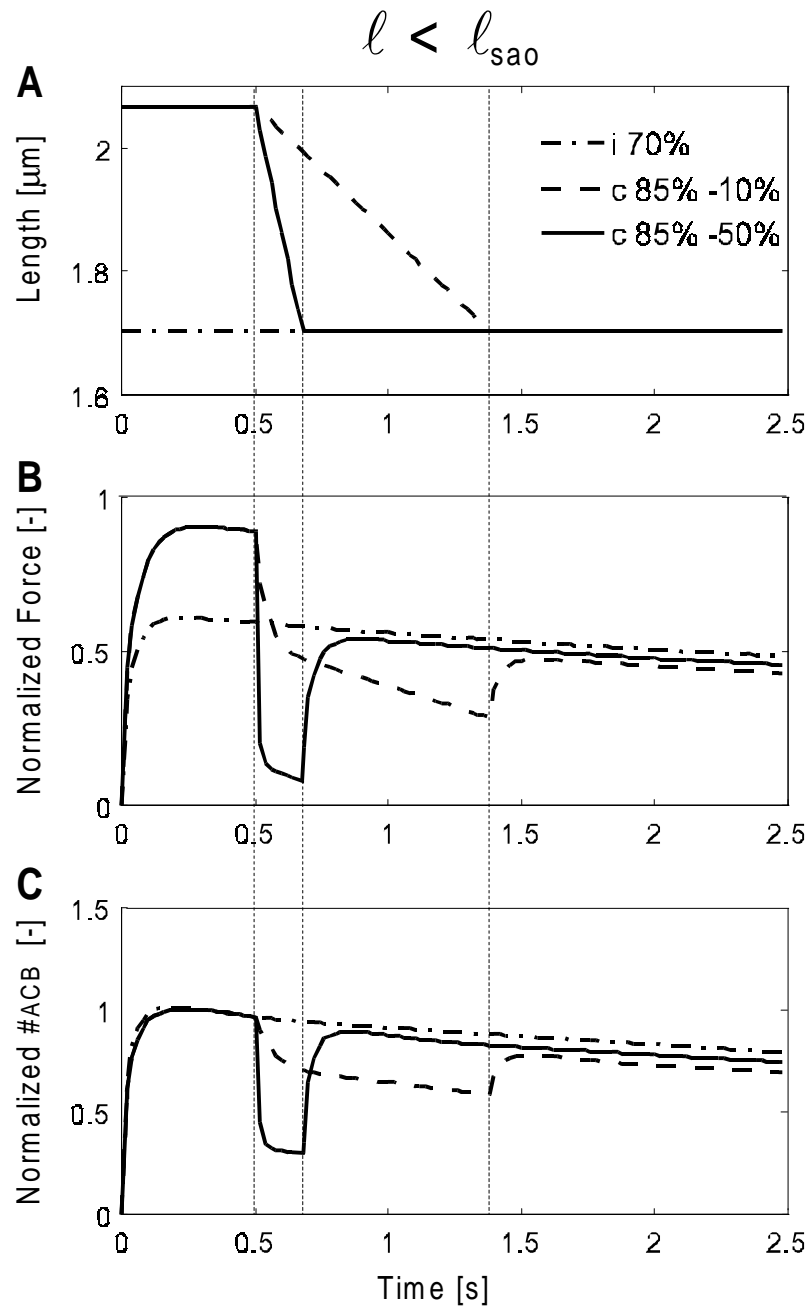 ℓ < ℓsao
A
Length [μm]
2
1.8
1.6
i 70%
c 85% -10%
c 85% -50%
0 0.5 1 1.5 2 2.5
B
Normalized Force [-]
1
0.5
0
0 0.5 1 1.5 2 2.5
C
Normalized #ACB [-]
1.5
1
0.5
0
0 0.5 1 1.5 2 2.5
Time [s]